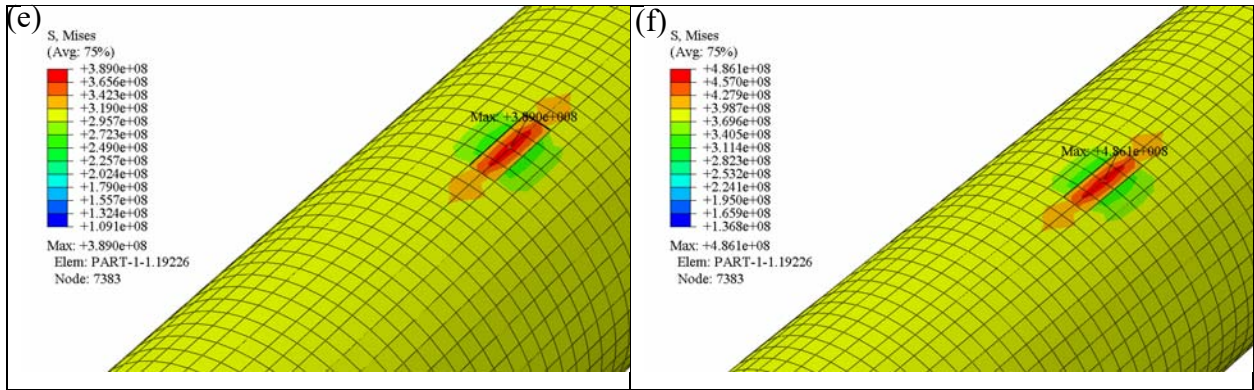 (e)
S, Mises
(Avg: 75%)
+3.890e+08
+3.656e+08
+3.423e+08
+3.190e+08
+2.957e+08
+2.723e+08
+2.490e+08
+2.257e+08
+2.024e+08
+1.790e+08
+1.557e+08
+1.324e+08
+1.091e+08
Max: +3.890e+08
Elem: PART-1-1.19226
Node: 7383
Max: +3.890e+008
(f)
S, Mises
(Avg: 75%)
+4.861e+08
+4.570e+08
+4.279e+08
+3.987e+08
+3.696e+08
+3.405e+08
+3.114e+08
+2.823e+08
+2.532e+08
+2.241e+08
+1.950e+08
+1.659e+08
+1.368e+08
Max: +4.861e+08
Elem: PART-1-1.19226
Node: 7383
Max: +4.861e+008